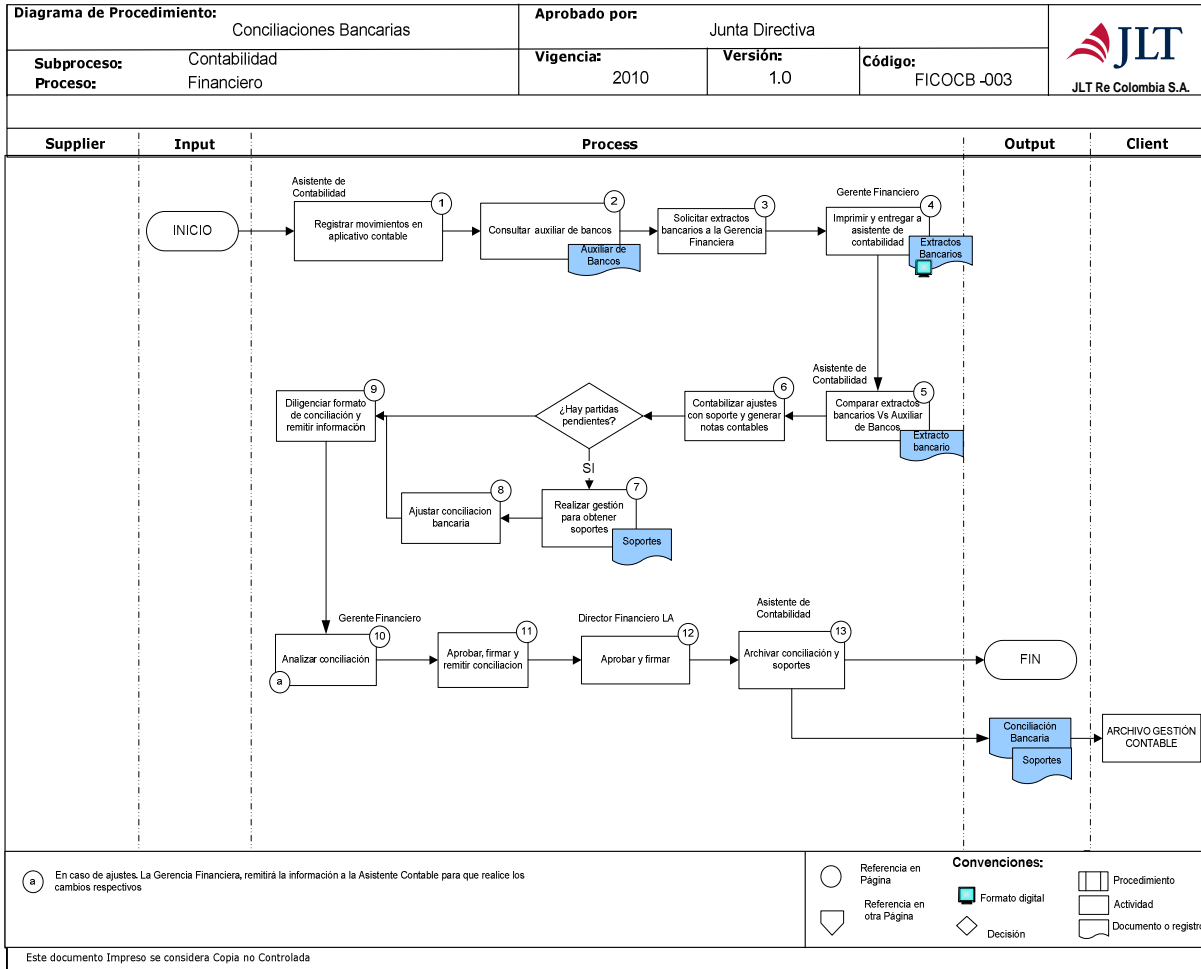 Diagrama de Procedimiento:
Conciliaciones Bancarias
Aprobado por:
Junta Directiva
Subproceso:
Contabilidad
Proceso:
Financiero
Vigencia:
2010
Versión:
1.0
Código:
FICOCB -003
JLT
JLT Re Colombia S.A.
Supplier
Input
Process
Output
Client
INICIO
Asistente de
Contabilidad
1
Registrar movimientos en
aplicativo contable
2
Consultar auxiliar de bancos
Auxiliar de
Bancos
3
Solicitar extractos
bancarios a la Gerencia
Financiera
Gerente Financiero
4
Imprimir y entregar a
asistente de
contabilidad
Extractos
Bancarios
Asistente de
Contabilidad
5
Comparar extractos
bancarios Vs Auxiliar
de Bancos
Extracto
bancario
6
Contabilizar ajustes
con soporte y generar
notas contables
¿Hay partidas
pendientes?
SI
7
Realizar gestión
para obtener
soportes
Soportes
8
Ajustar conciliacion
bancaria
9
Diligenciar formato
de conciliación y
remitir información
Gerente Financiero
10
Analizar conciliación
a
11
Aprobar, firmar y
remitir conciliacion
Director Financiero LA
12
Aprobar y firmar
Asistente de
Contabilidad
13
Archivar conciliación y
soportes
FIN
Conciliación
Bancaria
Soportes
ARCHIVO GESTIÓN
CONTABLE
a
En caso de ajustes. La Gerencia Financiera, remitirá la información a la Asistente Contable para que realice los
cambios respectivos
Convenciones:
Referencia en
Página
Referencia en
otra Página
Formato digital
Decisión
Procedimiento
Actividad
Documento o registro
Este documento Impreso se considera Copia no Controlada